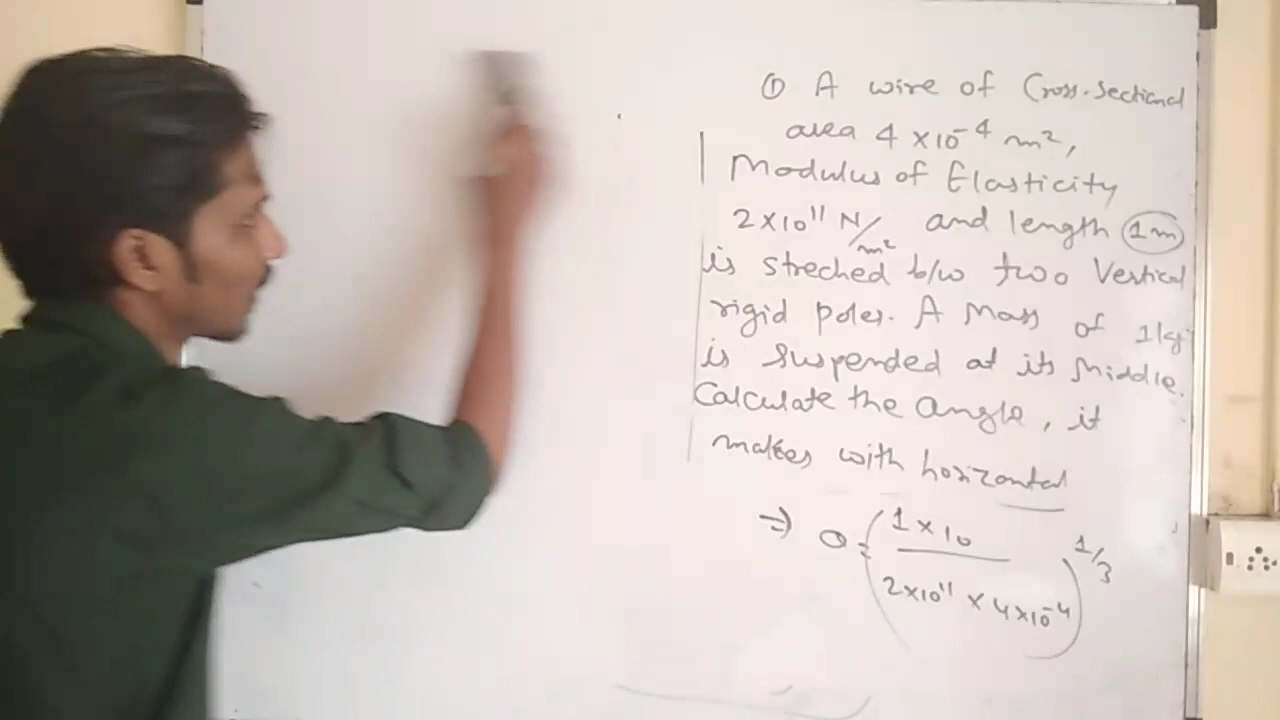 ① A wire of Cross-sectional
area 4 × 10⁻⁴ m²,
Modulus of Elasticity
2 × 10¹¹ N/m² and length 1m
is streched b/w two Vertical
rigid poles. A Mass of 1kg
is suspended at its Middle.
Calculate the angle, it
makes with horizontal
⇒ θ = (1 × 10 / 2×10¹¹ × 4×10⁻⁴)^1/3